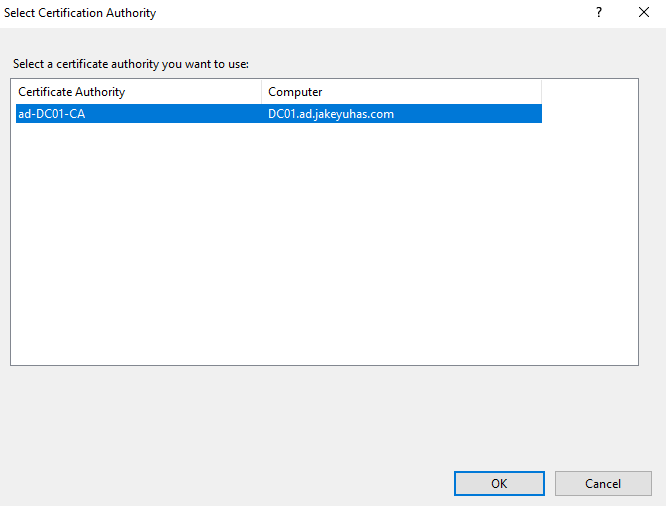 Select Certification Authority
?
Select a certificate authority you want to use:
Certificate Authority Computer
ad-DC01-CA DC01.ad.jakeyuhas.com
OK Cancel